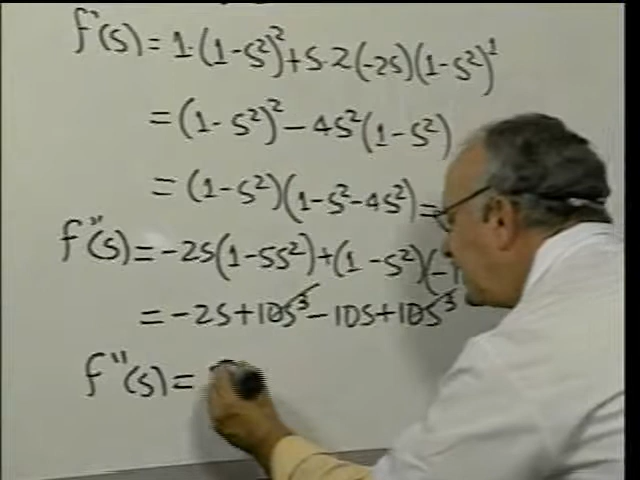 f'(s) = 1·(1-s²)² + s·2(-2s)(1-s²)¹
= (1-s²)² - 4s²(1-s²)
= (1-s²)(1-s²-4s²) =
f''(s) = -2s(1-5s²)+(1-s²)(-1
= -2s+10s³-10s+10s³
f''(s) =